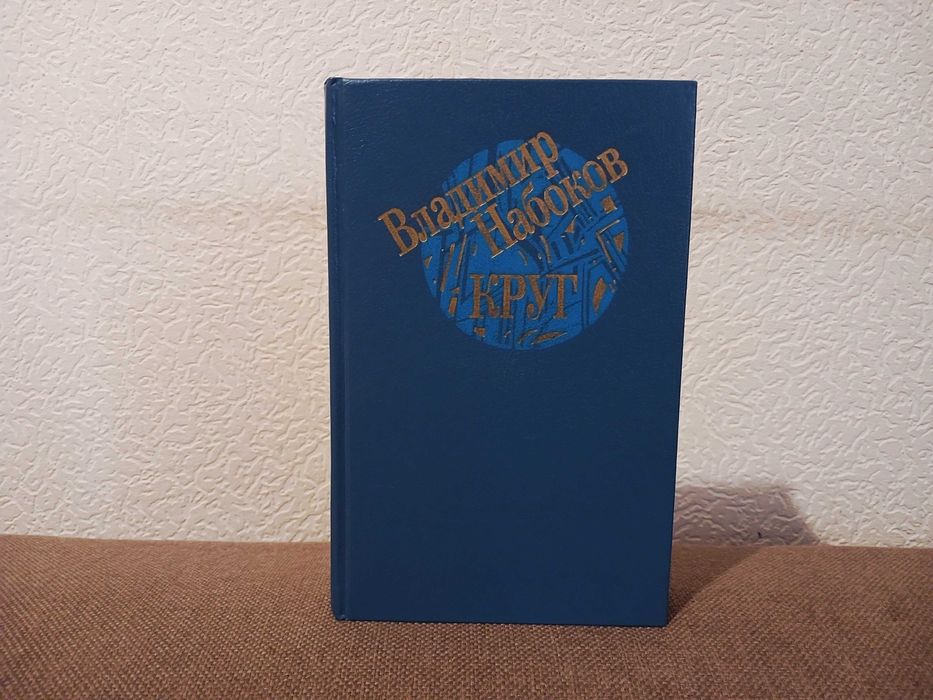 Владимир
Набоков
КРУГ